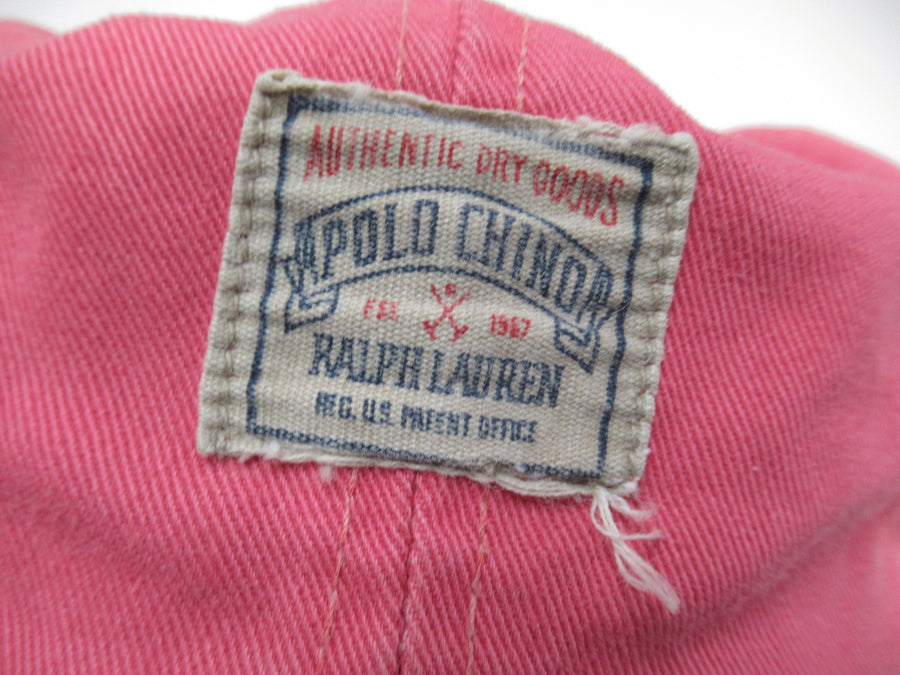 AUTHENTIC DRY GOODS
POLO CHINO
EST. 1967
RALPH LAUREN
REG. U.S. PATENT OFFICE